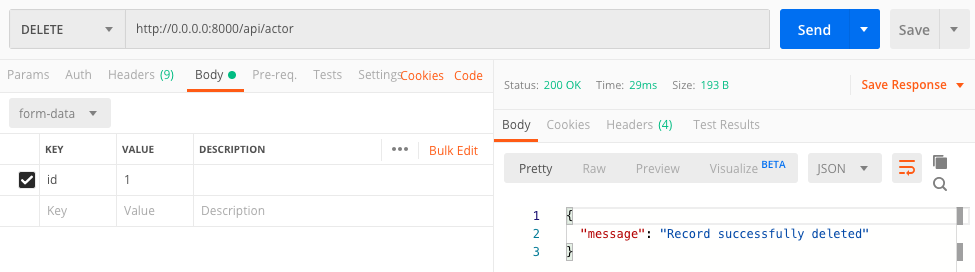 DELETE http://0.0.0.0:8000/api/actor Send Save
Params Auth Headers (9) Body Pre-req. Tests Settings Cookies Code
form-data
KEY VALUE DESCRIPTION ••• Bulk Edit
id 1
Key Value Description
Status: 200 OK Time: 29ms Size: 193 B Save Response
Body Cookies Headers (4) Test Results
Pretty Raw Preview Visualize BETA JSON
1 {
2 "message": "Record successfully deleted"
3 }